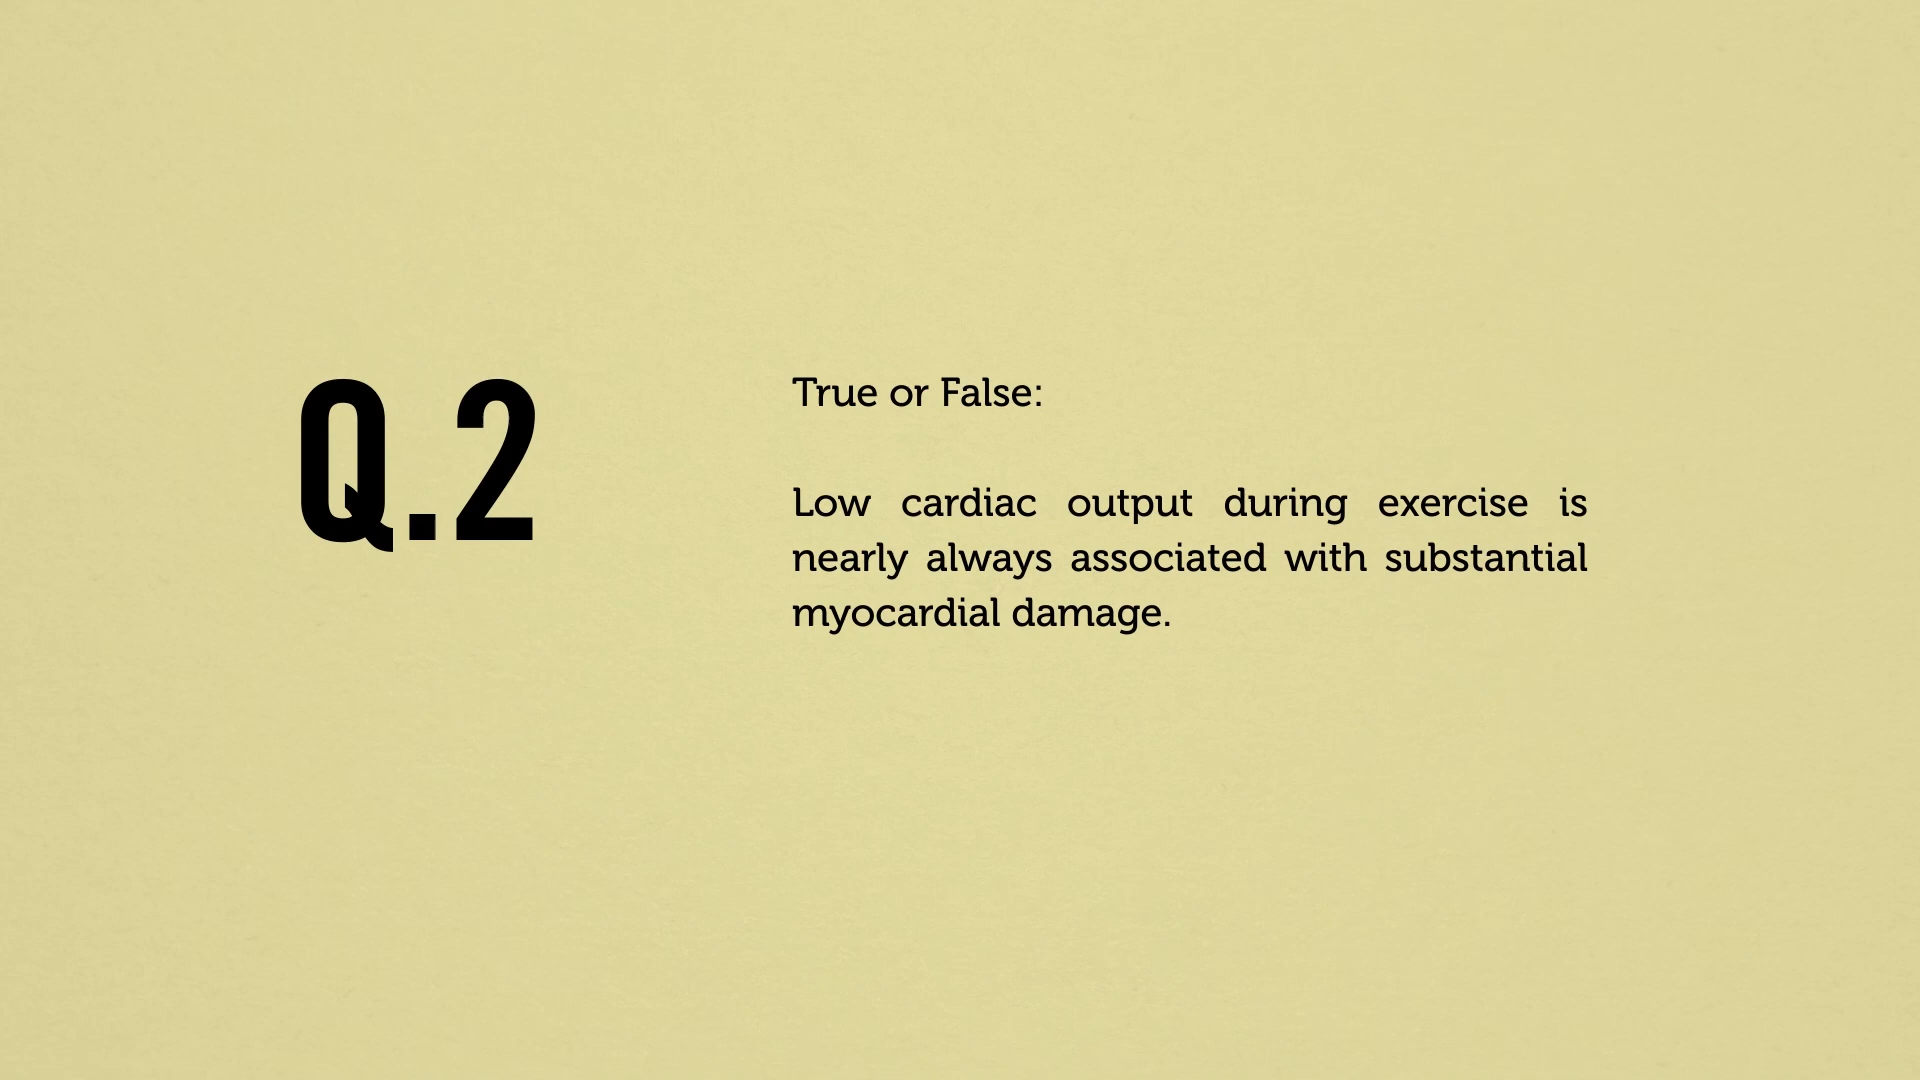 Q.2
True or False:
Low cardiac output during exercise is
nearly always associated with substantial
myocardial damage.